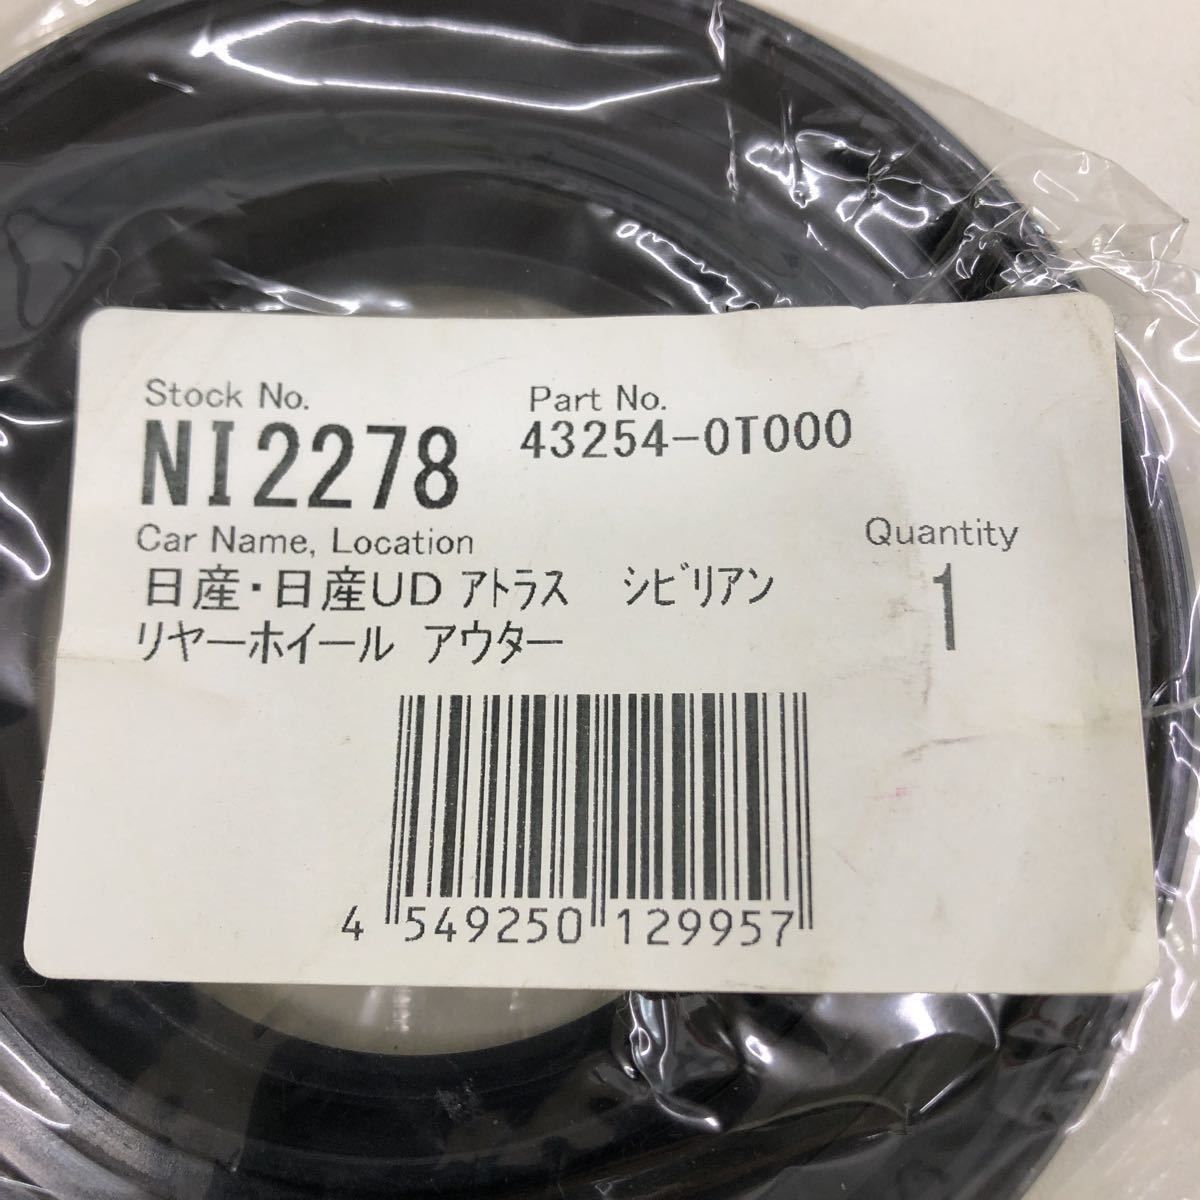 Stock No.
NI2278
Part No.
43254-0T000
Car Name, Location
日産・日産UD ｱﾄﾗｽ ｼﾋﾞﾘｱﾝ
リヤーホイール アウター
Quantity
1
4 549250 129957